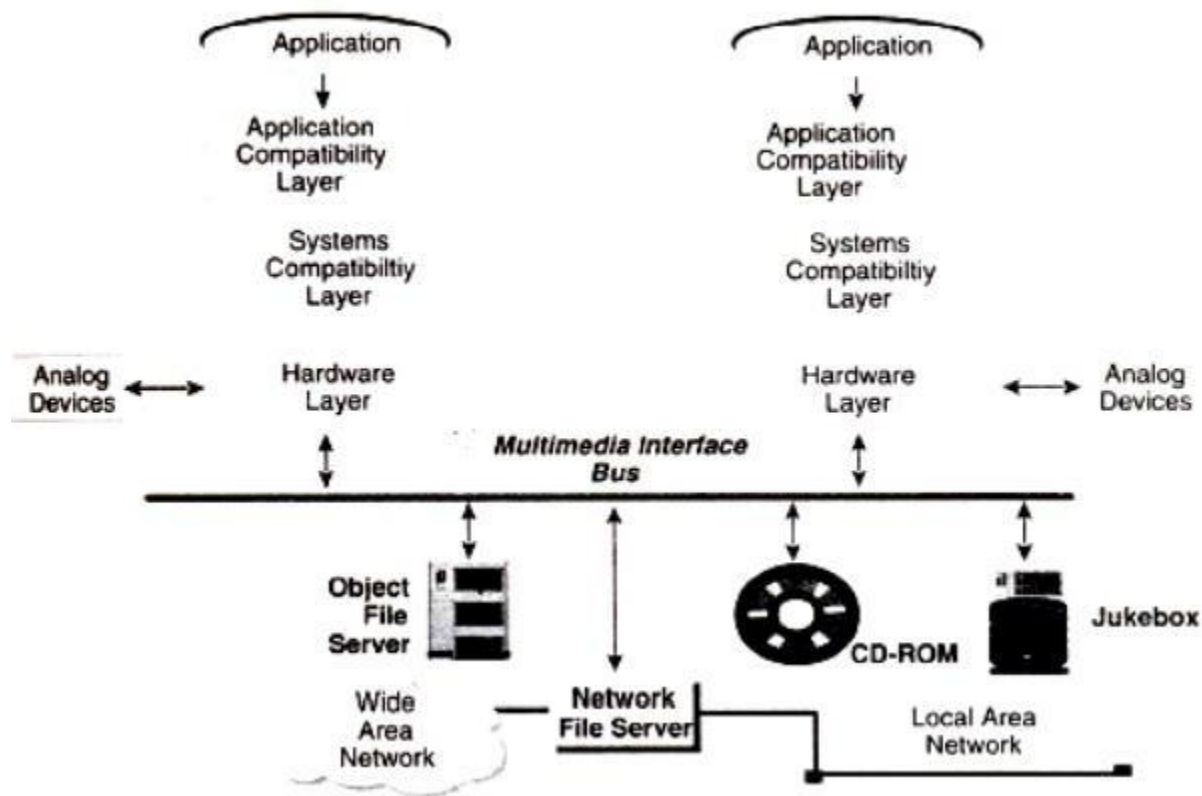 Application
Application
Application
Compatibility
Layer
Application
Compatibility
Layer
Systems
Compatibiltiy
Layer
Systems
Compatibiltiy
Layer
Analog
Devices
Hardware
Layer
Hardware
Layer
Analog
Devices
Multimedia Interface
Bus
Object
File
Server
CD-ROM
Jukebox
Wide
Area
Network
Network
File Server
Local Area
Network